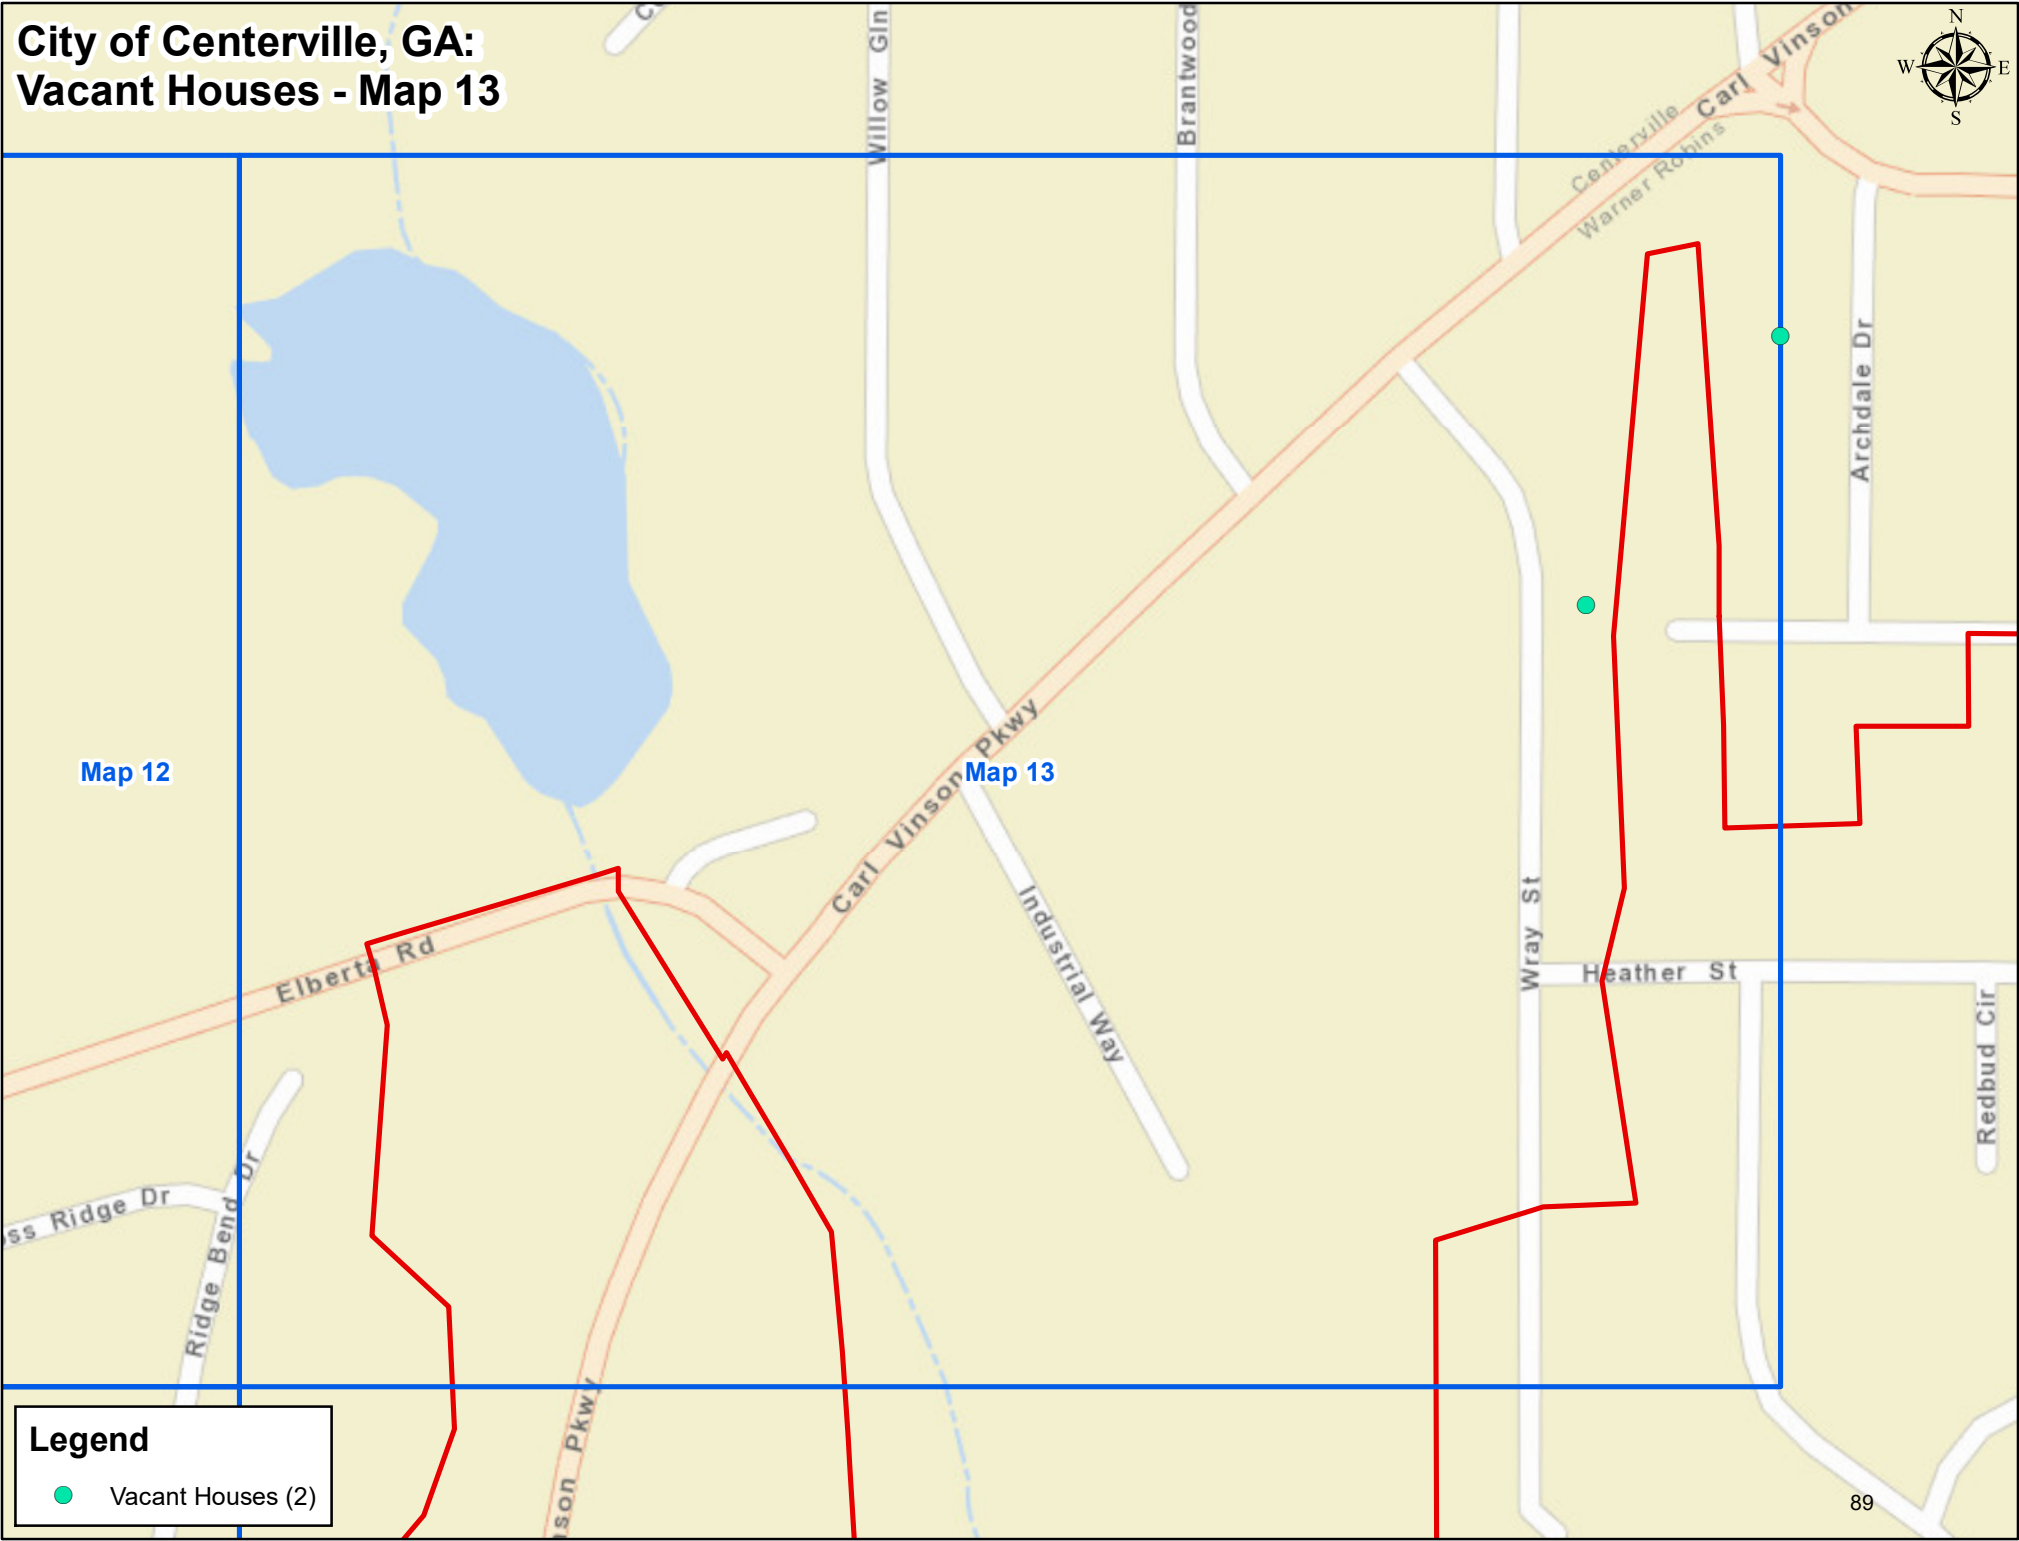 City of Centerville, GA:
Vacant Houses - Map 13
N
W
E
S
Willow Gln
Brantwood
Carl Vinson
Centerville
Warner Robins
Archdale Dr
Map 12
Map 13
Carl Vinson Pkwy
Industrial Way
Wray St
Heather St
Redbud Cir
Elberta Rd
Ridge Dr
Ridge Bend Dr
Pkwy
Legend
Vacant Houses (2)
89